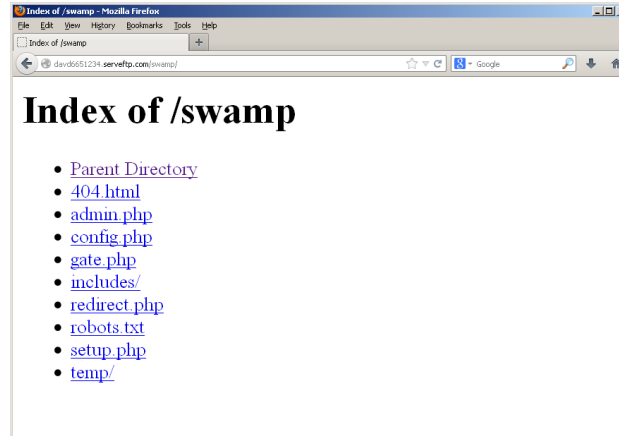 Index of /swamp - Mozilla Firefox
File Edit View History Bookmarks Tools Help
Index of /swamp +
davd6651234.serveftp.com/swamp/ Google
Index of /swamp
Parent Directory
404.html
admin.php
config.php
gate.php
includes/
redirect.php
robots.txt
setup.php
temp/